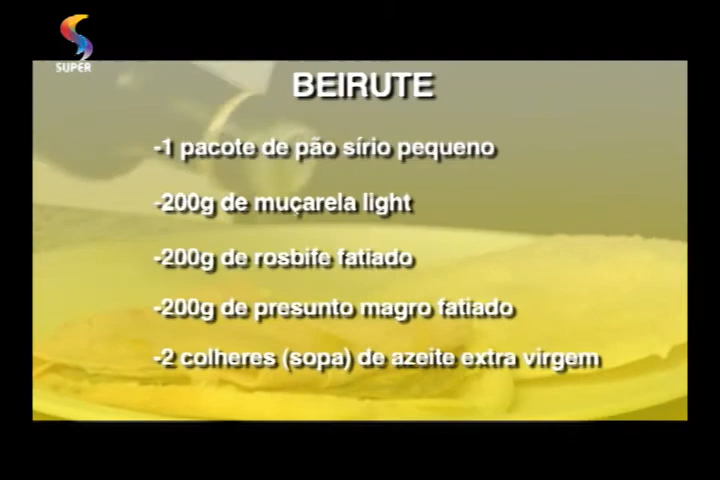 SUPER
BEIRUTE
-1 pacote de pão sírio pequeno
-200g de muçarela light
-200g de rosbife fatiado
-200g de presunto magro fatiado
-2 colheres (sopa) de azeite extra virgem